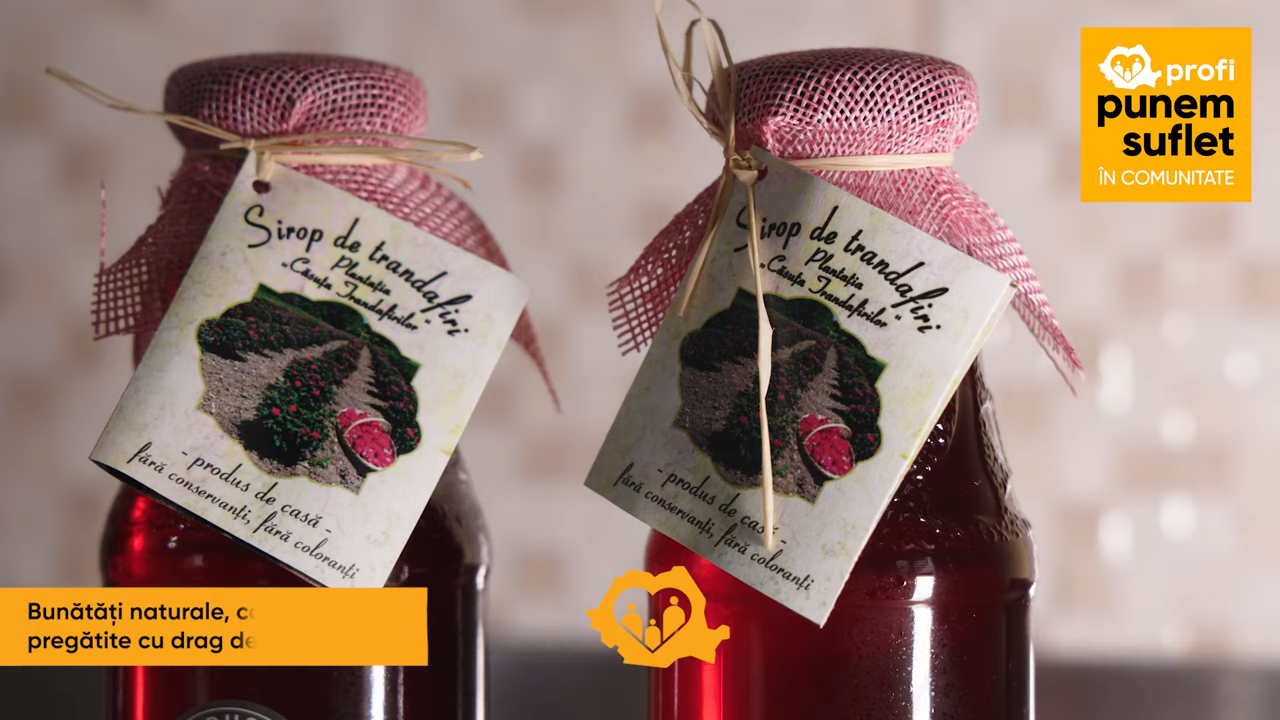 profi
punem
suflet
ÎN COMUNITATE
Sirop de trandafiri
Plantația
„Căsuța Trandafirilor"
- produs de casă -
fără conservanți, fără coloranți
Sirop de trandafiri
Plantația
„Căsuța Trandafirilor"
- produs de casă -
fără conservanți, fără coloranți
Bunătăți naturale,
pregătite cu drag de